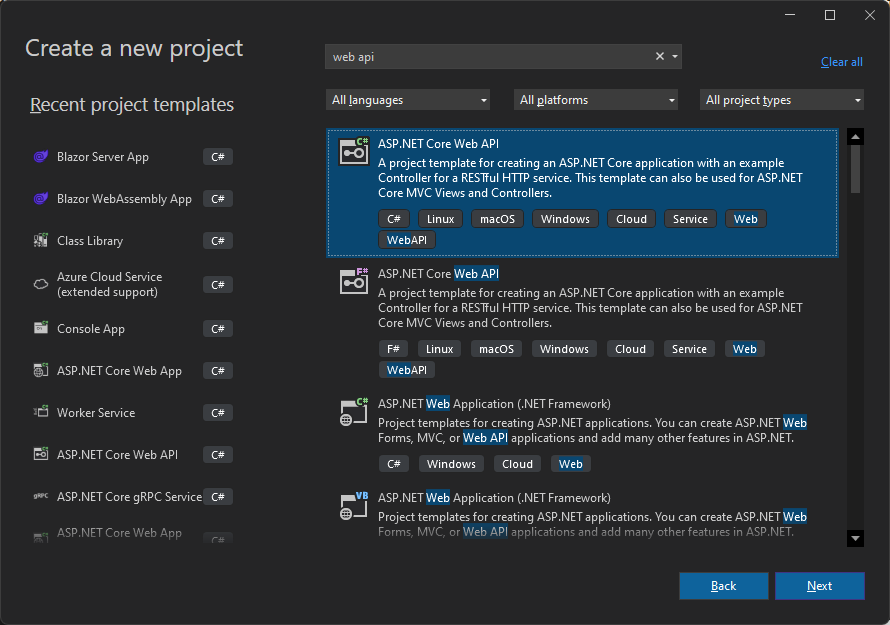 Create a new project
web api
Clear all
Recent project templates
All languages
All platforms
All project types
Blazor Server App C#
Blazor WebAssembly App C#
Class Library C#
Azure Cloud Service
(extended support) C#
Console App C#
ASP.NET Core Web App C#
Worker Service C#
ASP.NET Core Web API C#
gRPC ASP.NET Core gRPC Service C#
ASP.NET Core Web App C#
C# ASP.NET Core Web API
A project template for creating an ASP.NET Core application with an example
Controller for a RESTful HTTP service. This template can also be used for ASP.NET
Core MVC Views and Controllers.
C# Linux macOS Windows Cloud Service Web
WebAPI
F# ASP.NET Core Web API
A project template for creating an ASP.NET Core application with an example
Controller for a RESTful HTTP service. This template can also be used for ASP.NET
Core MVC Views and Controllers.
F# Linux macOS Windows Cloud Service Web
WebAPI
C# ASP.NET Web Application (.NET Framework)
Project templates for creating ASP.NET applications. You can create ASP.NET Web
Forms, MVC, or Web API applications and add many other features in ASP.NET.
C# Windows Cloud Web
VB ASP.NET Web Application (.NET Framework)
Project templates for creating ASP.NET applications. You can create ASP.NET Web
Forms, MVC, or Web API applications and add many other features in ASP.NET.
Back
Next